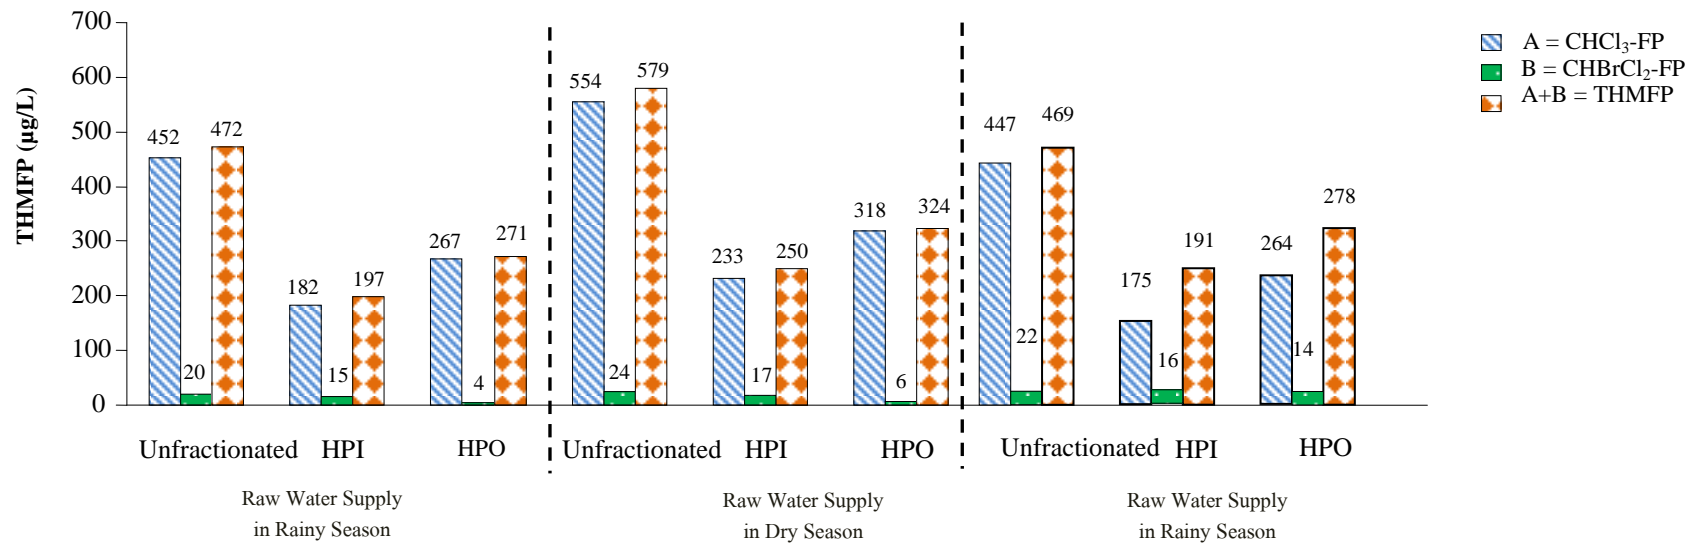 700
600
500
400
300
200
100
0
THMFP (µg/L)
452
20
472
182
15
197
267
4
271
554
24
579
233
17
250
318
6
324
447
22
469
175
16
191
264
14
278
Unfractionated HPI HPO
Unfractionated HPI HPO
Unfractionated HPI HPO
Raw Water Supply
in Rainy Season
Raw Water Supply
in Dry Season
Raw Water Supply
in Rainy Season
A = CHCl₃-FP
B = CHBrCl₂-FP
A+B = THMFP